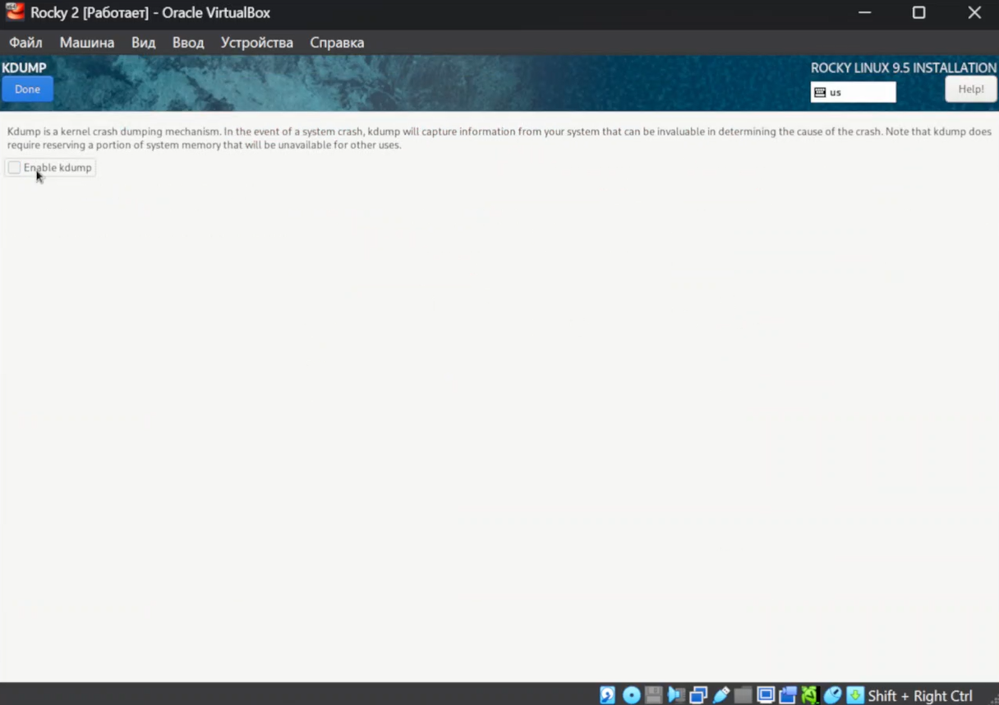 Rocky 2 [Работает] - Oracle VirtualBox
Файл Машина Вид Ввод Устройства Справка
KDUMP
ROCKY LINUX 9.5 INSTALLATION
Done
us
Help!
Kdump is a kernel crash dumping mechanism. In the event of a system crash, kdump will capture information from your system that can be invaluable in determining the cause of the crash. Note that kdump does
require reserving a portion of system memory that will be unavailable for other uses.
Enable kdump
Shift + Right Ctrl